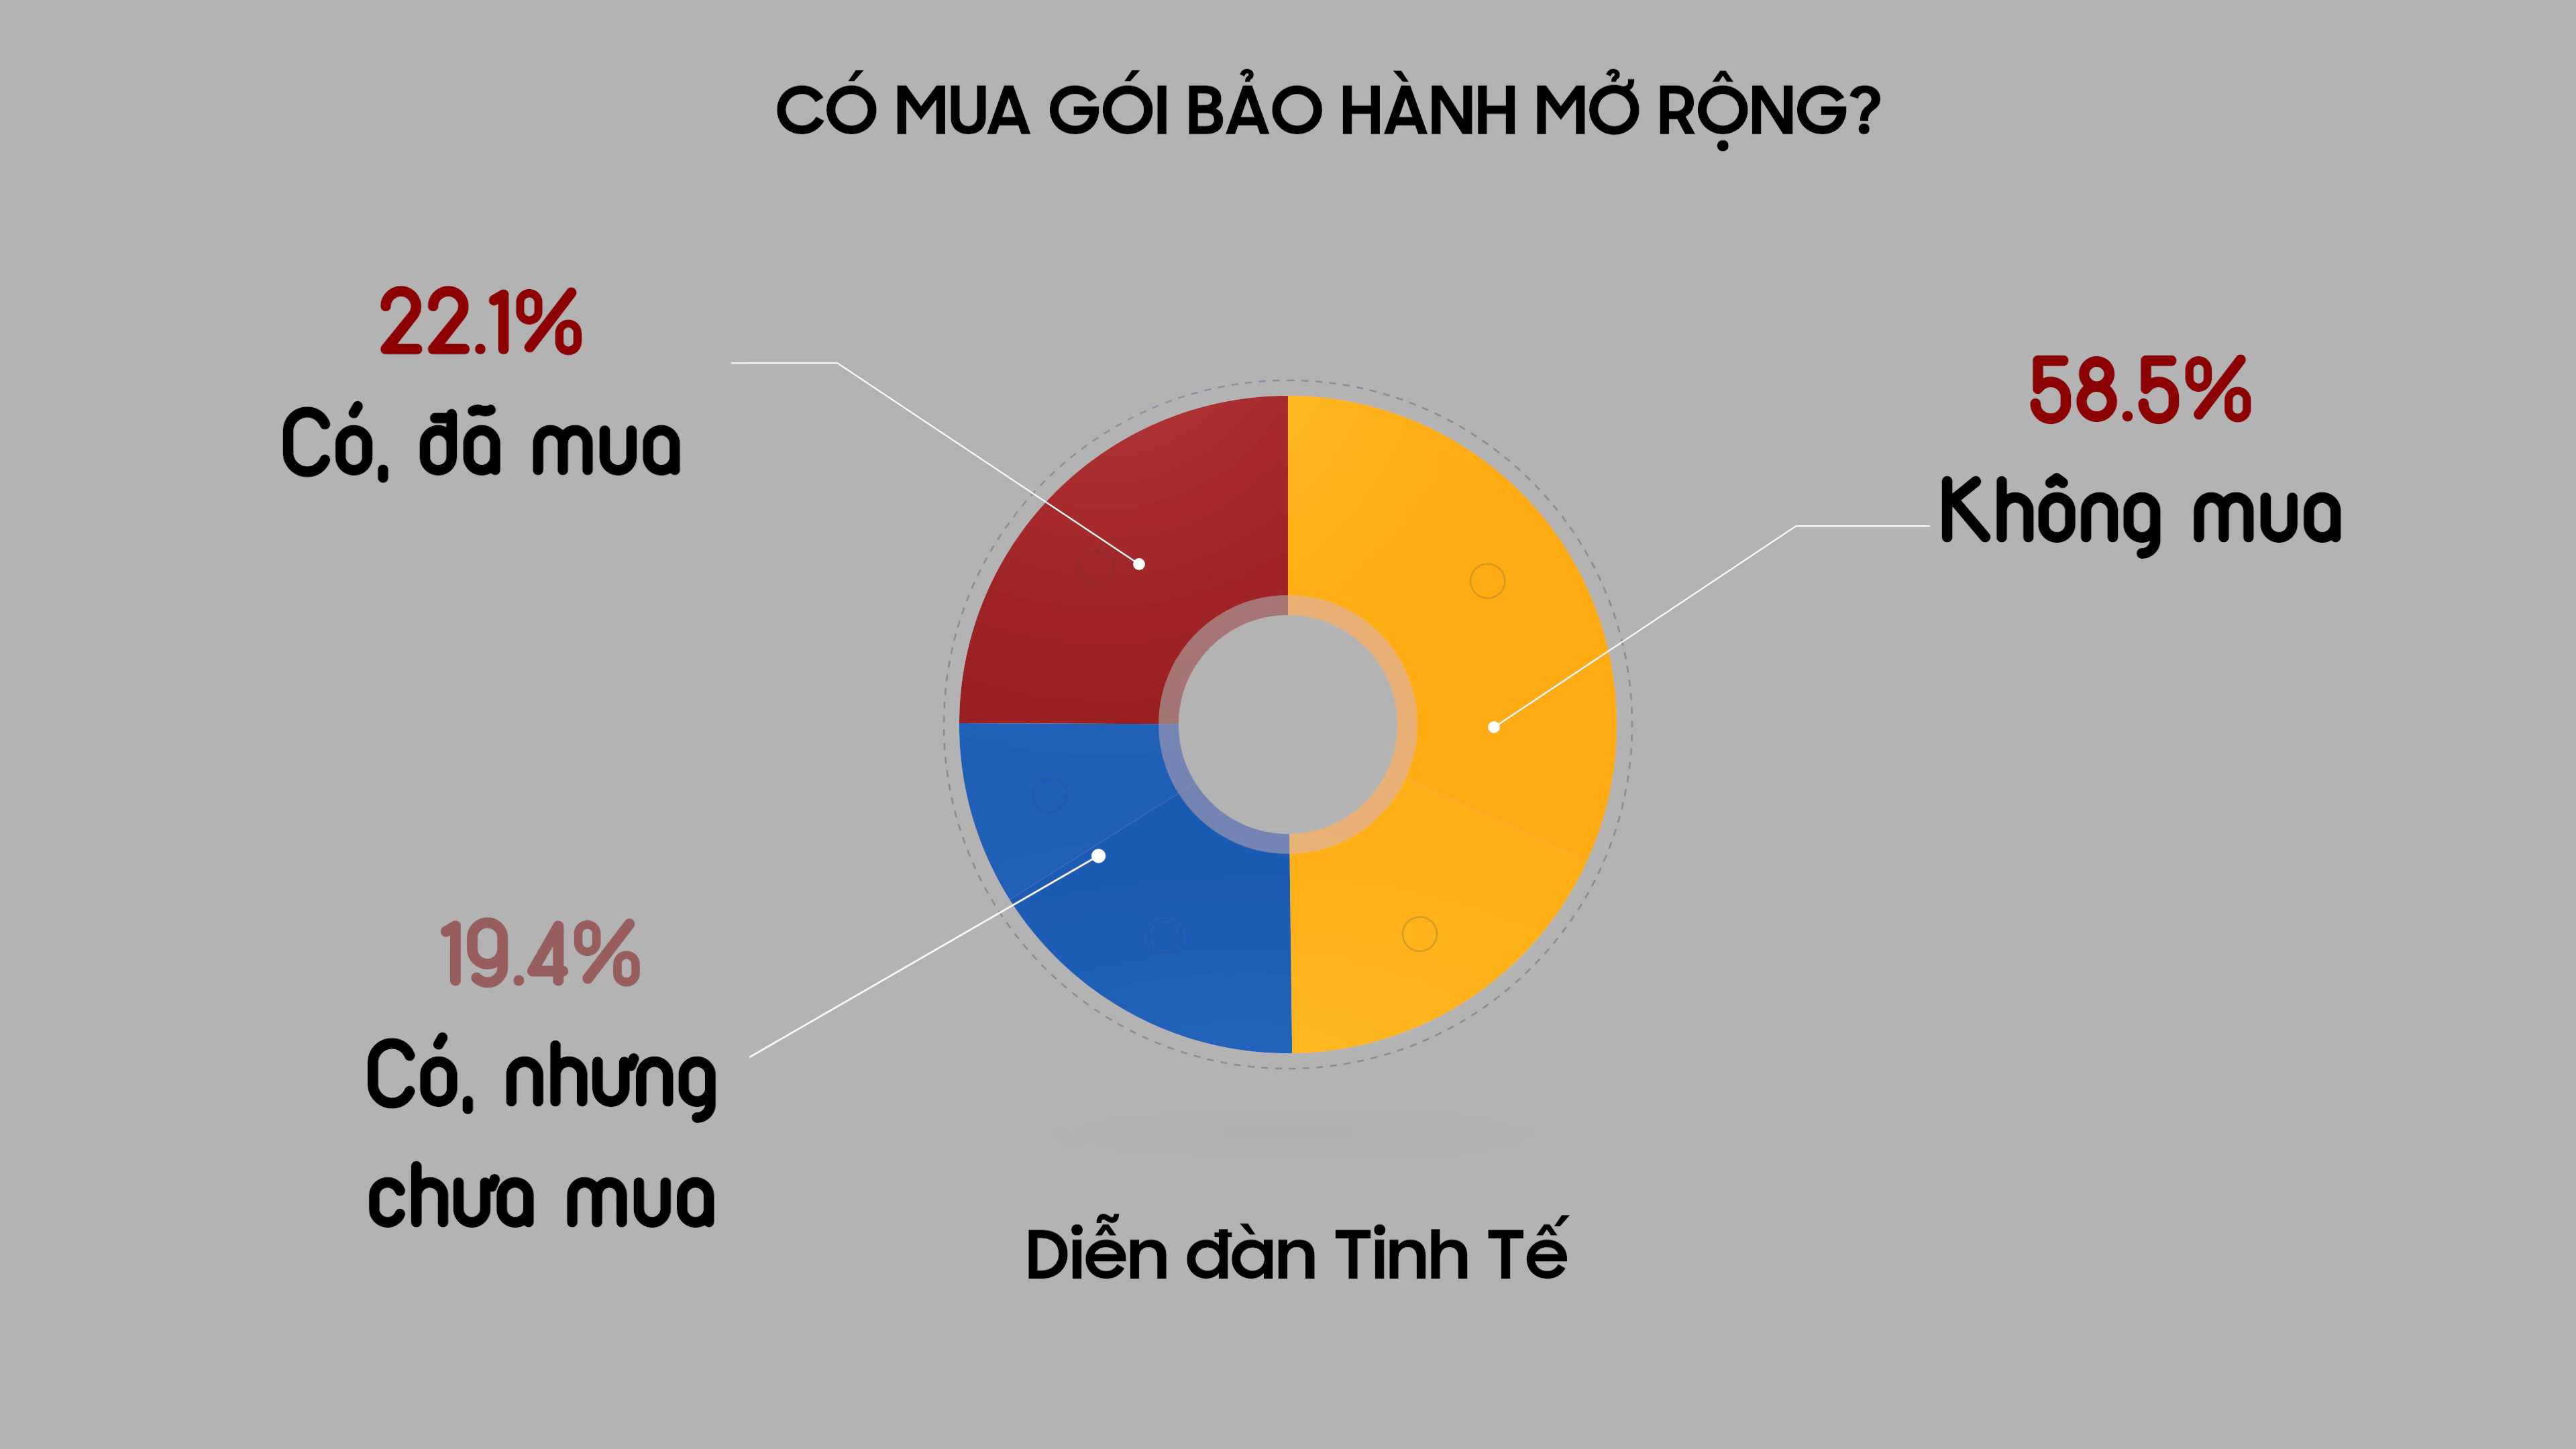 CÓ MUA GÓI BẢO HÀNH MỞ RỘNG?
22.1%
Có, đã mua
58.5%
Không mua
19.4%
Có, nhưng
chưa mua
Diễn đàn Tinh Tế